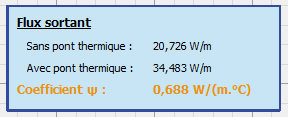 Flux sortant
Sans pont thermique : 20,726 W/m
Avec pont thermique : 34,483 W/m
Coefficient ψ : 0,688 W/(m.°C)